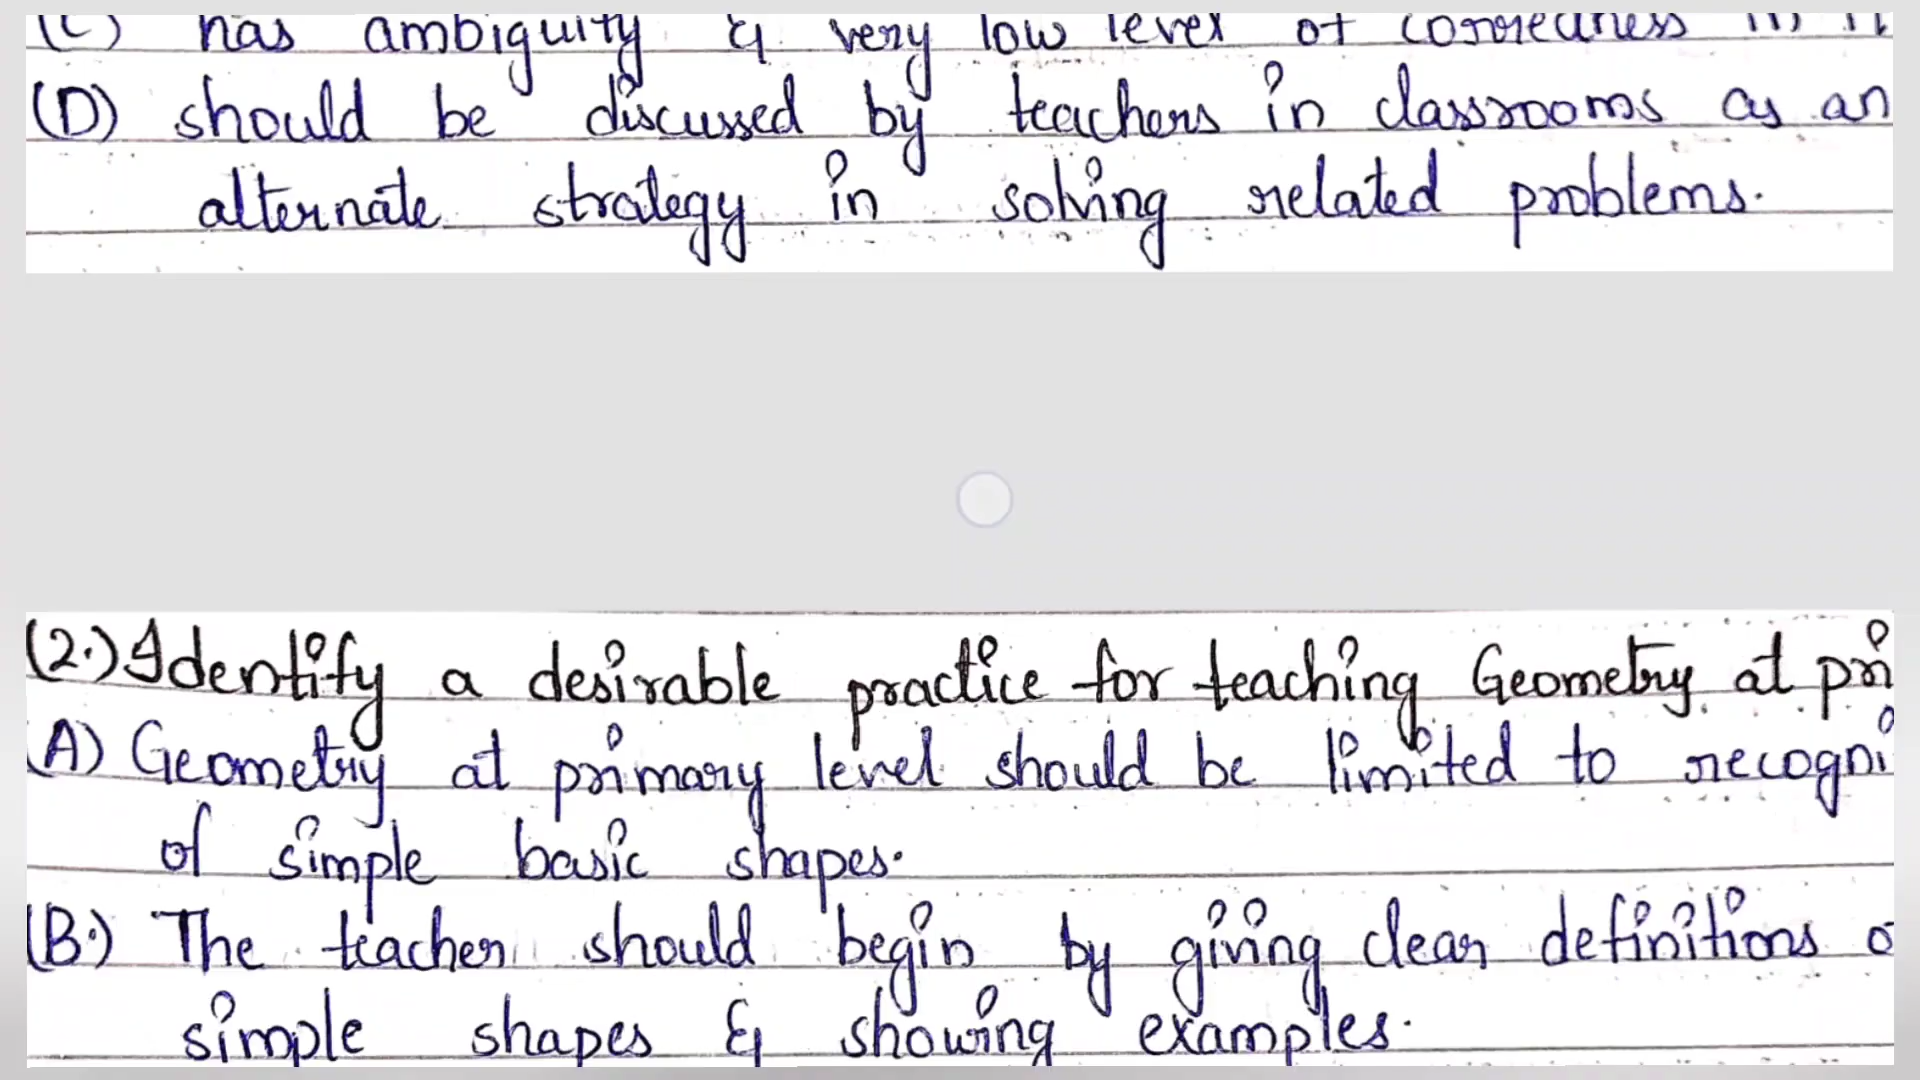 (C) has ambiguity & very low level of correctness in it
(D) should be discussed by teachers in classrooms as an
alternate strategy in solving related problems.
(2.) Identify a desirable practice for teaching Geometry at pri
(A) Geometry at primary level should be limited to recogni
of simple basic shapes.
(B.) The teacher should begin by giving clear definitions o
simple shapes & showing examples.